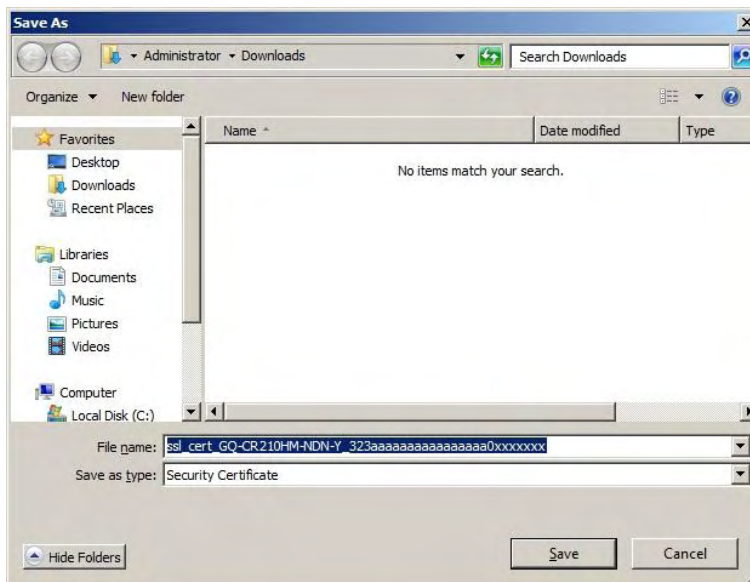 Save As
Administrator Downloads
Search Downloads
Organize New folder
Name Date modified Type
No items match your search.
Favorites
Desktop
Downloads
Recent Places
Libraries
Documents
Music
Pictures
Videos
Computer
Local Disk (C:)
File name: ssl_cert_GQ-CR210HM-NDN-Y_323aaaaaaaaaaaaaaaaa0xxxxxxx
Save as type: Security Certificate
Hide Folders Save Cancel